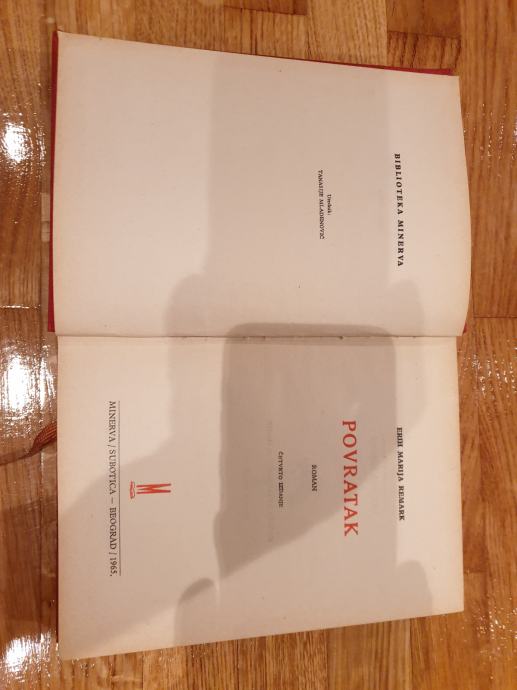 BIBLIOTEKA MINERVA
Urednik:
TANASIJE MLADENOVIĆ
ERIH MARIJA REMARK
POVRATAK
ROMAN
ČETVRTO IZDANJE
M
MINERVA / SUBOTICA — BEOGRAD / 1965.